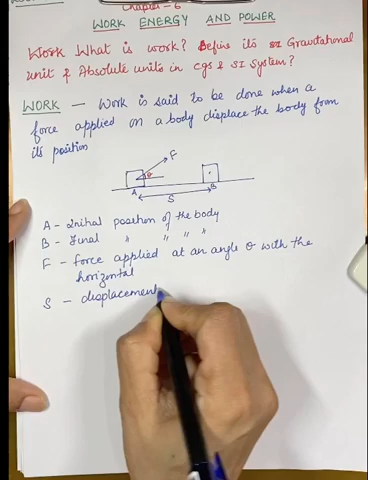 Chapter - 6
WORK ENERGY AND POWER
Work What is work? Define its Gravitational
unit & Absolute units in cgs & SI System?
WORK — Work is said to be done when a
force applied on a body displace the body from
its position
F
θ
A
B
S
A - Initial position of the body
B - Final " " " "
F - force applied at an angle θ with the
horizontal
S - displacement